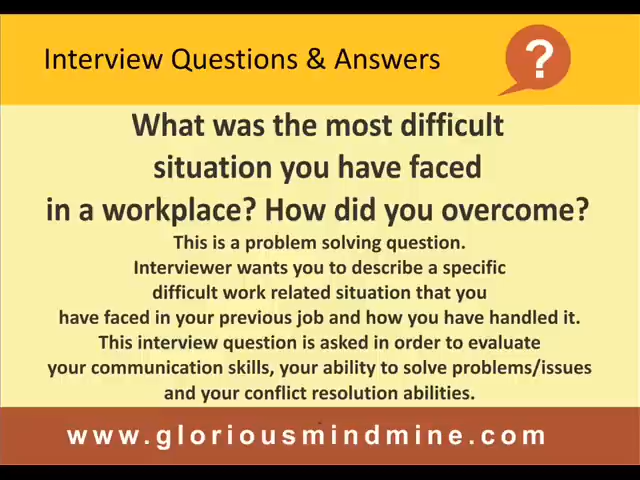 Interview Questions & Answers
?
What was the most difficult
situation you have faced
in a workplace? How did you overcome?
This is a problem solving question.
Interviewer wants you to describe a specific
difficult work related situation that you
have faced in your previous job and how you have handled it.
This interview question is asked in order to evaluate
your communication skills, your ability to solve problems/issues
and your conflict resolution abilities.
www.gloriousmindmine.com